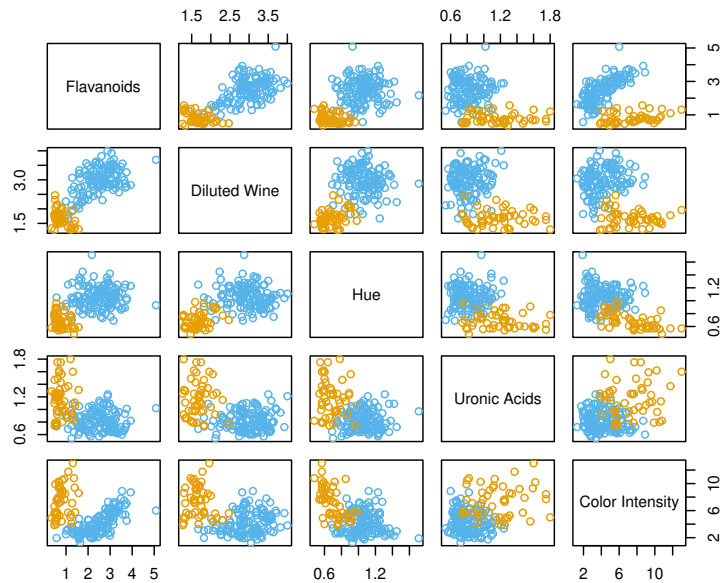 1.5 2.5 3.5
0.6 1.2 1.8
Flavanoids
1 3 5
1.5 3.0
Diluted Wine
Hue
0.6 1.2
0.6 1.2 1.8
Uronic Acids
Color Intensity
2 6 10
1 2 3 4 5
0.6 1.2
2 6 10